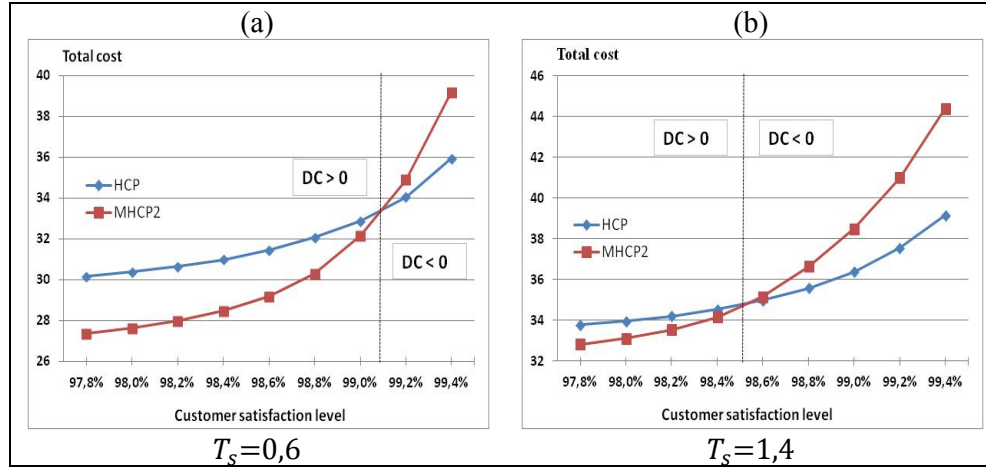 (a)
Total cost
40
38
36
34
32
30
28
26
DC > 0
HCP
MHCP2
DC < 0
97,8% 98,0% 98,2% 98,4% 98,6% 98,8% 99,0% 99,2% 99,4%
Customer satisfaction level
T_s=0,6
(b)
Total cost
46
44
42
40
38
36
34
32
DC > 0 DC < 0
HCP
MHCP2
97,8% 98,0% 98,2% 98,4% 98,6% 98,8% 99,0% 99,2% 99,4%
Customer satisfaction level
T_s=1,4